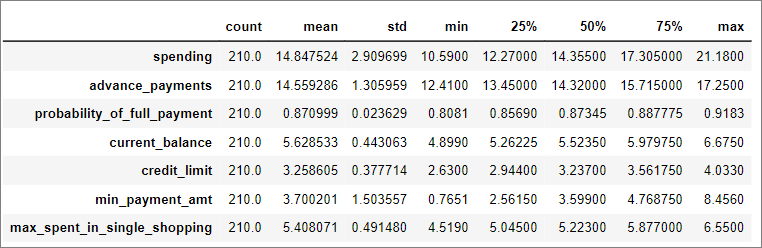 count mean std min 25% 50% 75% max
spending 210.0 14.847524 2.909699 10.5900 12.27000 14.35500 17.305000 21.1800
advance_payments 210.0 14.559286 1.305959 12.4100 13.45000 14.32000 15.715000 17.2500
probability_of_full_payment 210.0 0.870999 0.023629 0.8081 0.85690 0.87345 0.887775 0.9183
current_balance 210.0 5.628533 0.443063 4.8990 5.26225 5.52350 5.979750 6.6750
credit_limit 210.0 3.258605 0.377714 2.6300 2.94400 3.23700 3.561750 4.0330
min_payment_amt 210.0 3.700201 1.503557 0.7651 2.56150 3.59900 4.768750 8.4560
max_spent_in_single_shopping 210.0 5.408071 0.491480 4.5190 5.04500 5.22300 5.877000 6.5500